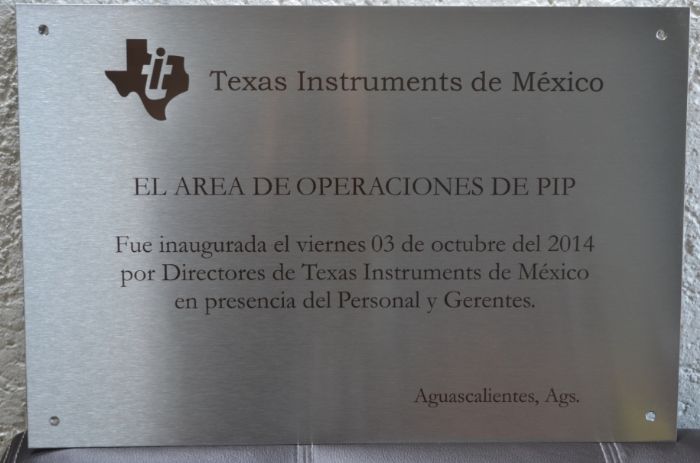 ti Texas Instruments de México
EL AREA DE OPERACIONES DE PIP
Fue inaugurada el viernes 03 de octubre del 2014
por Directores de Texas Instruments de México
en presencia del Personal y Gerentes.
Aguascalientes, Ags.